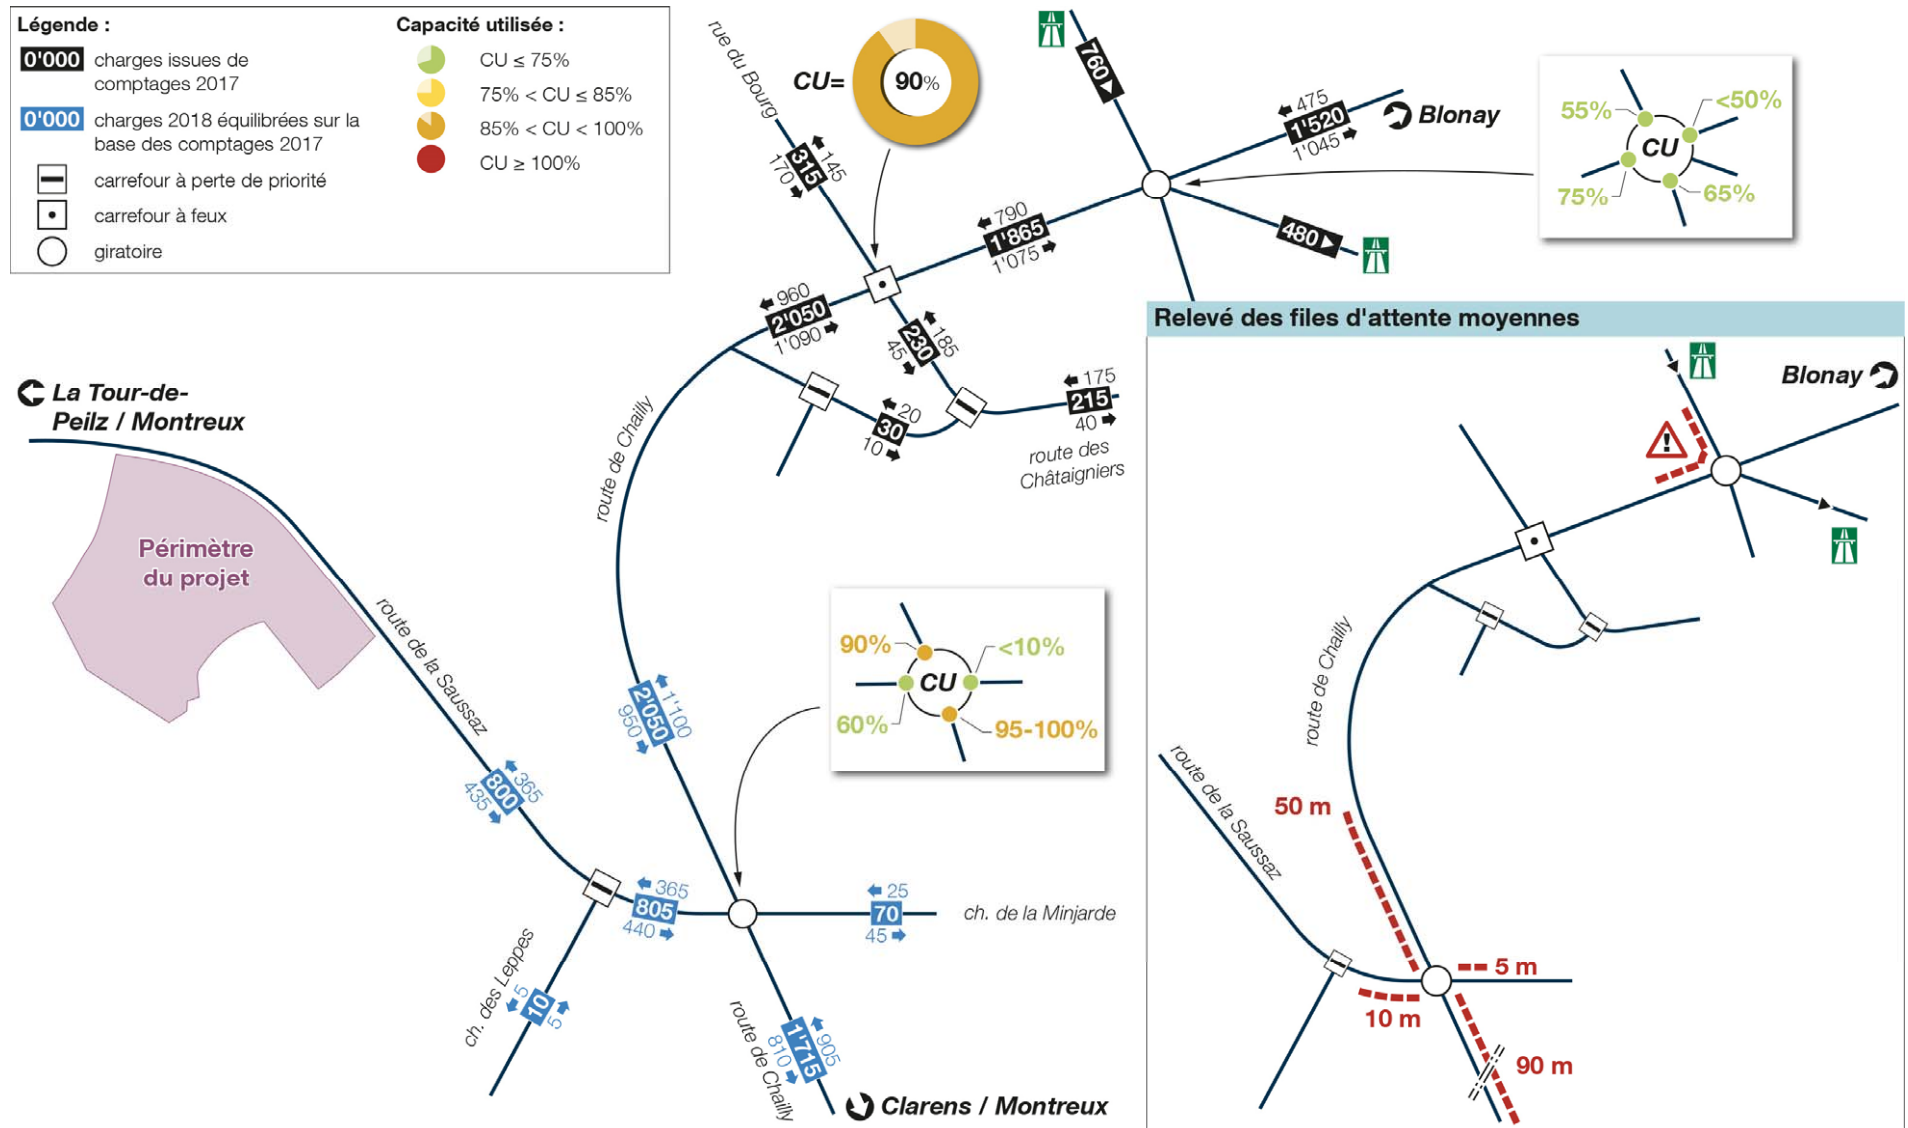 Légende :
0'000
charges issues de
comptages 2017
0'000
charges 2018 équilibrées sur la
base des comptages 2017
carrefour à perte de priorité
carrefour à feux
giratoire
Capacité utilisée :
CU ≤ 75%
75% < CU ≤ 85%
85% < CU < 100%
CU ≥ 100%
rue du Bourg
CU=
90%
760
475
1'520
1'045
Blonay
55%
<50%
CU
75%
65%
315
145
170
790
1'865
1'075
480
960
2'050
1'090
230
185
45
175
215
40
20
30
10
route des
Châtaigniers
route de Chailly
La Tour-de-
Peilz / Montreux
Périmètre
du projet
route de la Saussaz
2'050
1'100
950
90%
<10%
CU
60%
95-100%
800
365
435
365
805
440
25
70
45
ch. de la Minjarde
ch. des Leppes
5
10
5
route de Chailly
905
1'715
810
Clarens / Montreux
Relevé des files d'attente moyennes
Blonay
!
route de Chailly
route de la Saussaz
50 m
5 m
10 m
90 m